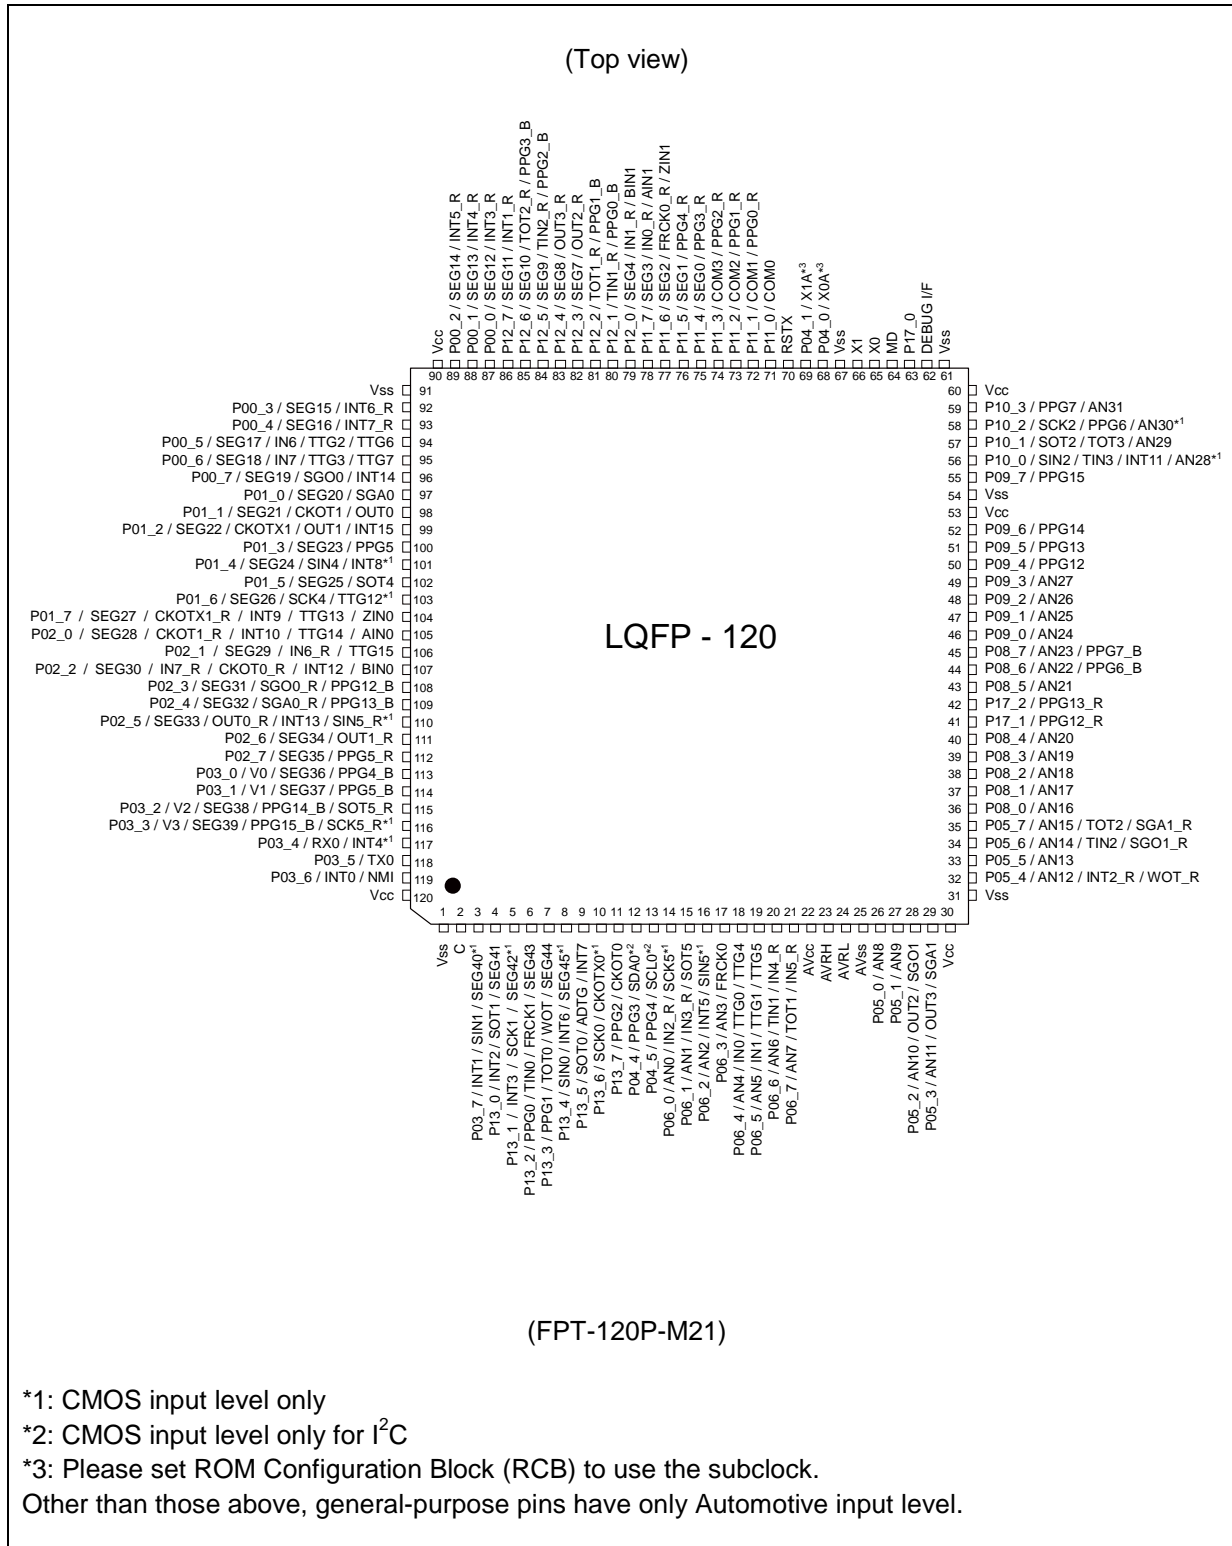 (Top view)
P00_2 / SEG14 / INT5_R
P00_1 / SEG13 / INT4_R
P00_0 / SEG12 / INT3_R
P12_7 / SEG11 / INT1_R
P12_6 / SEG10 / TOT2_R / PPG3_B
P12_5 / SEG9 / TIN2_R / PPG2_B
P12_4 / SEG8 / OUT3_R
P12_3 / SEG7 / OUT2_R
P12_2 / TOT1_R / PPG1_B
P12_1 / TIN1_R / PPG0_B
P12_0 / SEG4 / IN1_R / BIN1
P11_7 / SEG3 / IN0_R / AIN1
P11_6 / SEG2 / FRCK0_R / ZIN1
P11_5 / SEG1 / PPG4_R
P11_4 / SEG0 / PPG3_R
P11_3 / COM3 / PPG2_R
P11_2 / COM2 / PPG1_R
P11_1 / COM1 / PPG0_R
P11_0 / COM0
RSTX
P04_1 / X1A*3
P04_0 / X0A*3
Vss
X1
X0
MD
P17_0
DEBUG I/F
Vss
Vcc
90 89 88 87 86 85 84 83 82 81 80 79 78 77 76 75 74 73 72 71 70 69 68 67 66 65 64 63 62 61
Vss 91
P00_3 / SEG15 / INT6_R 92
P00_4 / SEG16 / INT7_R 93
P00_5 / SEG17 / IN6 / TTG2 / TTG6 94
P00_6 / SEG18 / IN7 / TTG3 / TTG7 95
P00_7 / SEG19 / SGO0 / INT14 96
P01_0 / SEG20 / SGA0 97
P01_1 / SEG21 / CKOT1 / OUT0 98
P01_2 / SEG22 / CKOTX1 / OUT1 / INT15 99
P01_3 / SEG23 / PPG5 100
P01_4 / SEG24 / SIN4 / INT8*1 101
P01_5 / SEG25 / SOT4 102
P01_6 / SEG26 / SCK4 / TTG12*1 103
P01_7 / SEG27 / CKOTX1_R / INT9 / TTG13 / ZIN0 104
P02_0 / SEG28 / CKOT1_R / INT10 / TTG14 / AIN0 105
P02_1 / SEG29 / IN6_R / TTG15 106
P02_2 / SEG30 / IN7_R / CKOT0_R / INT12 / BIN0 107
P02_3 / SEG31 / SGO0_R / PPG12_B 108
P02_4 / SEG32 / SGA0_R / PPG13_B 109
P02_5 / SEG33 / OUT0_R / INT13 / SIN5_R*1 110
P02_6 / SEG34 / OUT1_R 111
P02_7 / SEG35 / PPG5_R 112
P03_0 / V0 / SEG36 / PPG4_B 113
P03_1 / V1 / SEG37 / PPG5_B 114
P03_2 / V2 / SEG38 / PPG14_B / SOT5_R 115
P03_3 / V3 / SEG39 / PPG15_B / SCK5_R*1 116
P03_4 / RX0 / INT4*1 117
P03_5 / TX0 118
P03_6 / INT0 / NMI 119
Vcc 120
LQFP - 120
60 Vcc
59 P10_3 / PPG7 / AN31
58 P10_2 / SCK2 / PPG6 / AN30*1
57 P10_1 / SOT2 / TOT3 / AN29
56 P10_0 / SIN2 / TIN3 / INT11 / AN28*1
55 P09_7 / PPG15
54 Vss
53 Vcc
52 P09_6 / PPG14
51 P09_5 / PPG13
50 P09_4 / PPG12
49 P09_3 / AN27
48 P09_2 / AN26
47 P09_1 / AN25
46 P09_0 / AN24
45 P08_7 / AN23 / PPG7_B
44 P08_6 / AN22 / PPG6_B
43 P08_5 / AN21
42 P17_2 / PPG13_R
41 P17_1 / PPG12_R
40 P08_4 / AN20
39 P08_3 / AN19
38 P08_2 / AN18
37 P08_1 / AN17
36 P08_0 / AN16
35 P05_7 / AN15 / TOT2 / SGA1_R
34 P05_6 / AN14 / TIN2 / SGO1_R
33 P05_5 / AN13
32 P05_4 / AN12 / INT2_R / WOT_R
31 Vss
1 2 3 4 5 6 7 8 9 10 11 12 13 14 15 16 17 18 19 20 21 22 23 24 25 26 27 28 29 30
Vss
C
P03_7 / INT1 / SIN1 / SEG40*1
P13_0 / INT2 / SOT1 / SEG41
P13_1 / INT3 / SCK1 / SEG42*1
P13_2 / PPG0 / TIN0 / FRCK1 / SEG43
P13_3 / PPG1 / TOT0 / WOT / SEG44
P13_4 / SIN0 / INT6 / SEG45*1
P13_5 / SOT0 / ADTG / INT7
P13_6 / SCK0 / CKOTX0*1
P13_7 / PPG2 / CKOT0
P04_4 / PPG3 / SDA0*2
P04_5 / PPG4 / SCL0*2
P06_0 / AN0 / IN2_R / SCK5*1
P06_1 / AN1 / IN3_R / SOT5
P06_2 / AN2 / INT5 / SIN5*1
P06_3 / AN3 / FRCK0
P06_4 / AN4 / IN0 / TTG0 / TTG4
P06_5 / AN5 / IN1 / TTG1 / TTG5
P06_6 / AN6 / TIN1 / IN4_R
P06_7 / AN7 / TOT1 / IN5_R
AVcc
AVRH
AVRL
AVss
P05_0 / AN8
P05_1 / AN9
P05_2 / AN10 / OUT2 / SGO1
P05_3 / AN11 / OUT3 / SGA1
Vcc
(FPT-120P-M21)
*1: CMOS input level only
*2: CMOS input level only for I2C
*3: Please set ROM Configuration Block (RCB) to use the subclock.
Other than those above, general-purpose pins have only Automotive input level.